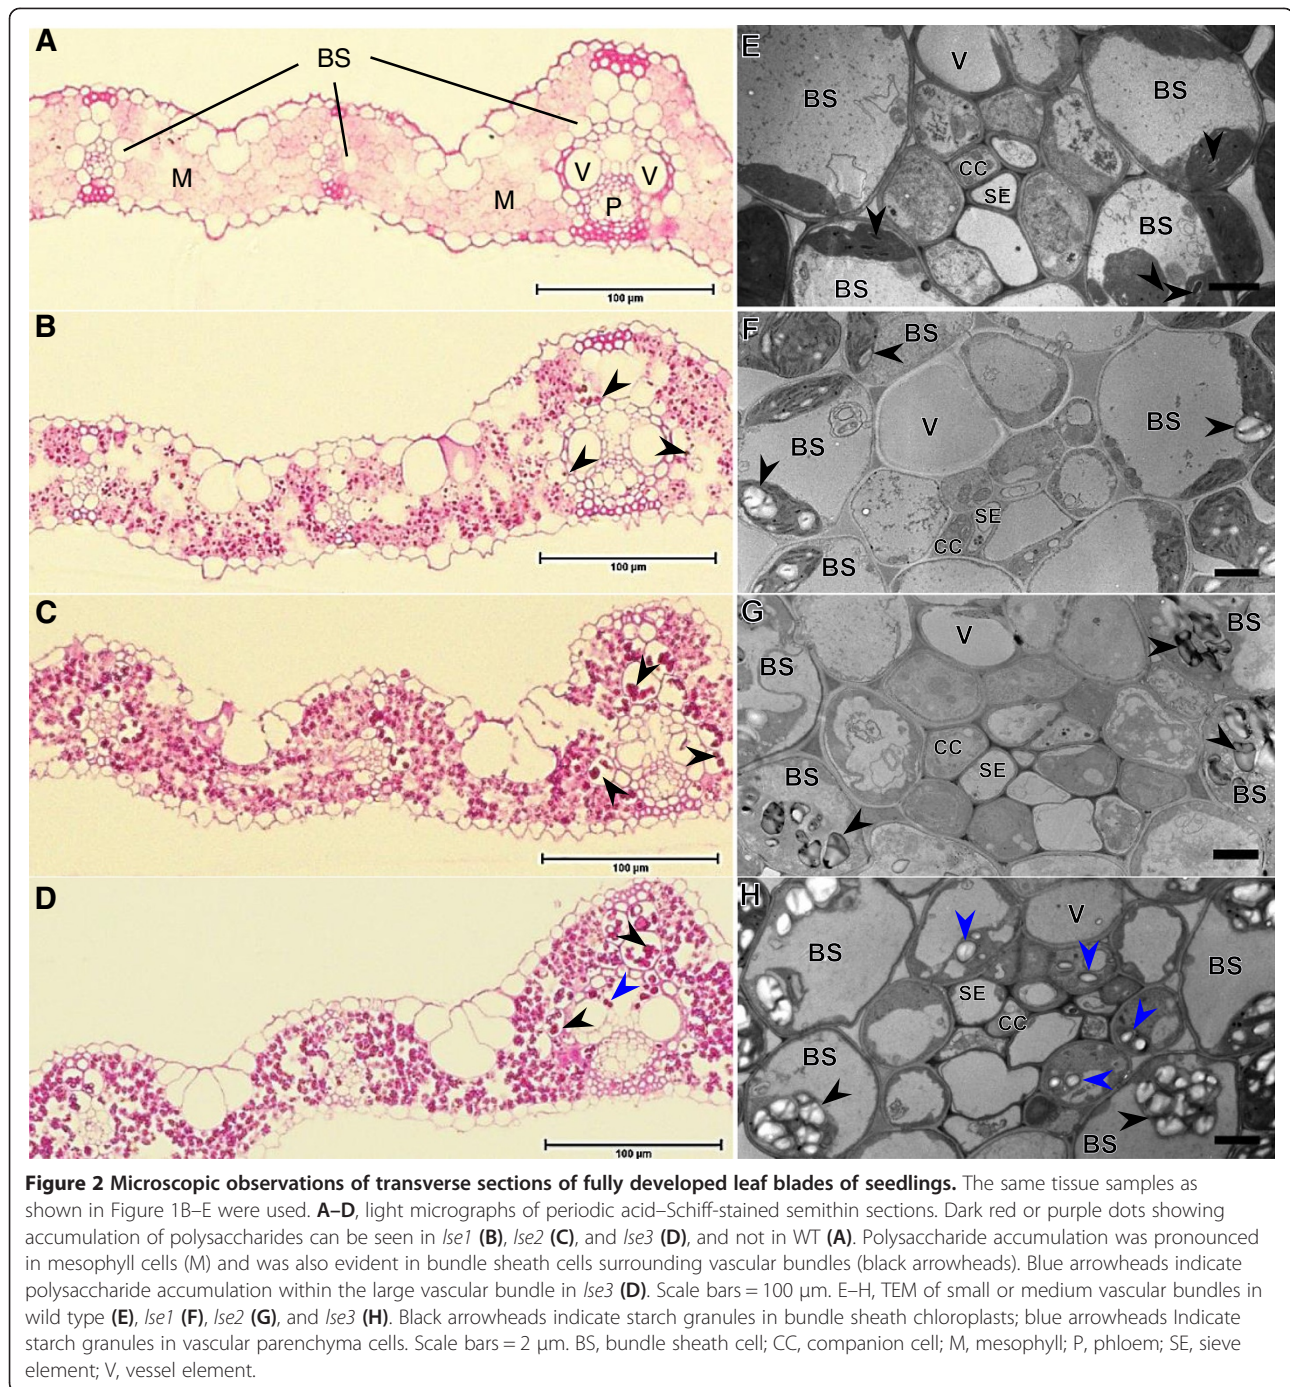 A
BS
M
M
V
V
P
100 µm
B
100 µm
C
100 µm
D
100 µm
E
V
BS
BS
CC
SE
BS
BS
F
BS
BS
V
BS
SE
CC
BS
G
V
BS
BS
CC
SE
BS
BS
H
V
BS
BS
SE
CC
BS
BS
Figure 2 Microscopic observations of transverse sections of fully developed leaf blades of seedlings. The same tissue samples as
shown in Figure 1B–E were used. A–D, light micrographs of periodic acid–Schiff-stained semithin sections. Dark red or purple dots showing
accumulation of polysaccharides can be seen in lse1 (B), lse2 (C), and lse3 (D), and not in WT (A). Polysaccharide accumulation was pronounced
in mesophyll cells (M) and was also evident in bundle sheath cells surrounding vascular bundles (black arrowheads). Blue arrowheads indicate
polysaccharide accumulation within the large vascular bundle in lse3 (D). Scale bars = 100 µm. E–H, TEM of small or medium vascular bundles in
wild type (E), lse1 (F), lse2 (G), and lse3 (H). Black arrowheads indicate starch granules in bundle sheath chloroplasts; blue arrowheads Indicate
starch granules in vascular parenchyma cells. Scale bars = 2 µm. BS, bundle sheath cell; CC, companion cell; M, mesophyll; P, phloem; SE, sieve
element; V, vessel element.